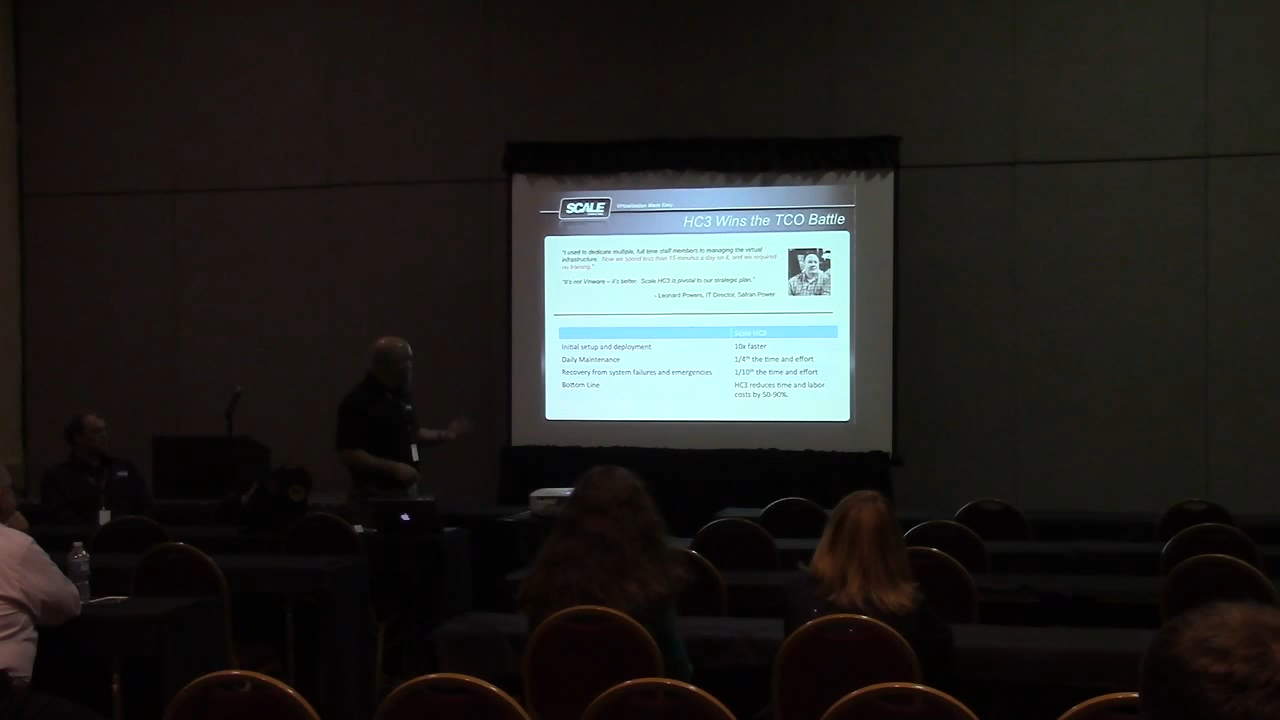 SCALE
COMPUTING
Virtualization Made Easy
HC3 Wins the TCO Battle
"I used to dedicate multiple, full time staff members to managing the virtual
infrastructure. Now we spend less than 15 minutes a day on it, and we required
no training."
"It's not Vmware – it's better. Scale HC3 is pivotal to our strategic plan."
- Leonard Powers, IT Director, Safran Power
Scale HC3
Initial setup and deployment 10x faster
Daily Maintenance 1/4th the time and effort
Recovery from system failures and emergencies 1/10th the time and effort
Bottom Line HC3 reduces time and labor
costs by 50-90%.